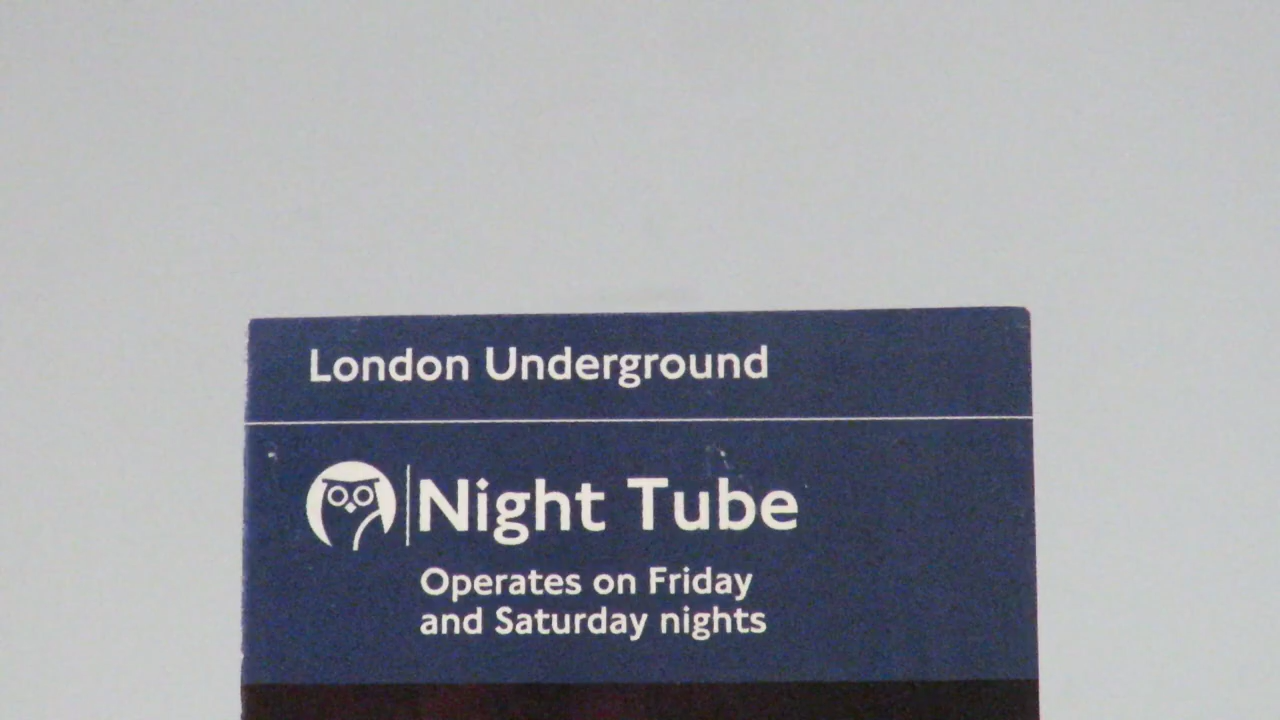 London Underground
Night Tube
Operates on Friday
and Saturday nights